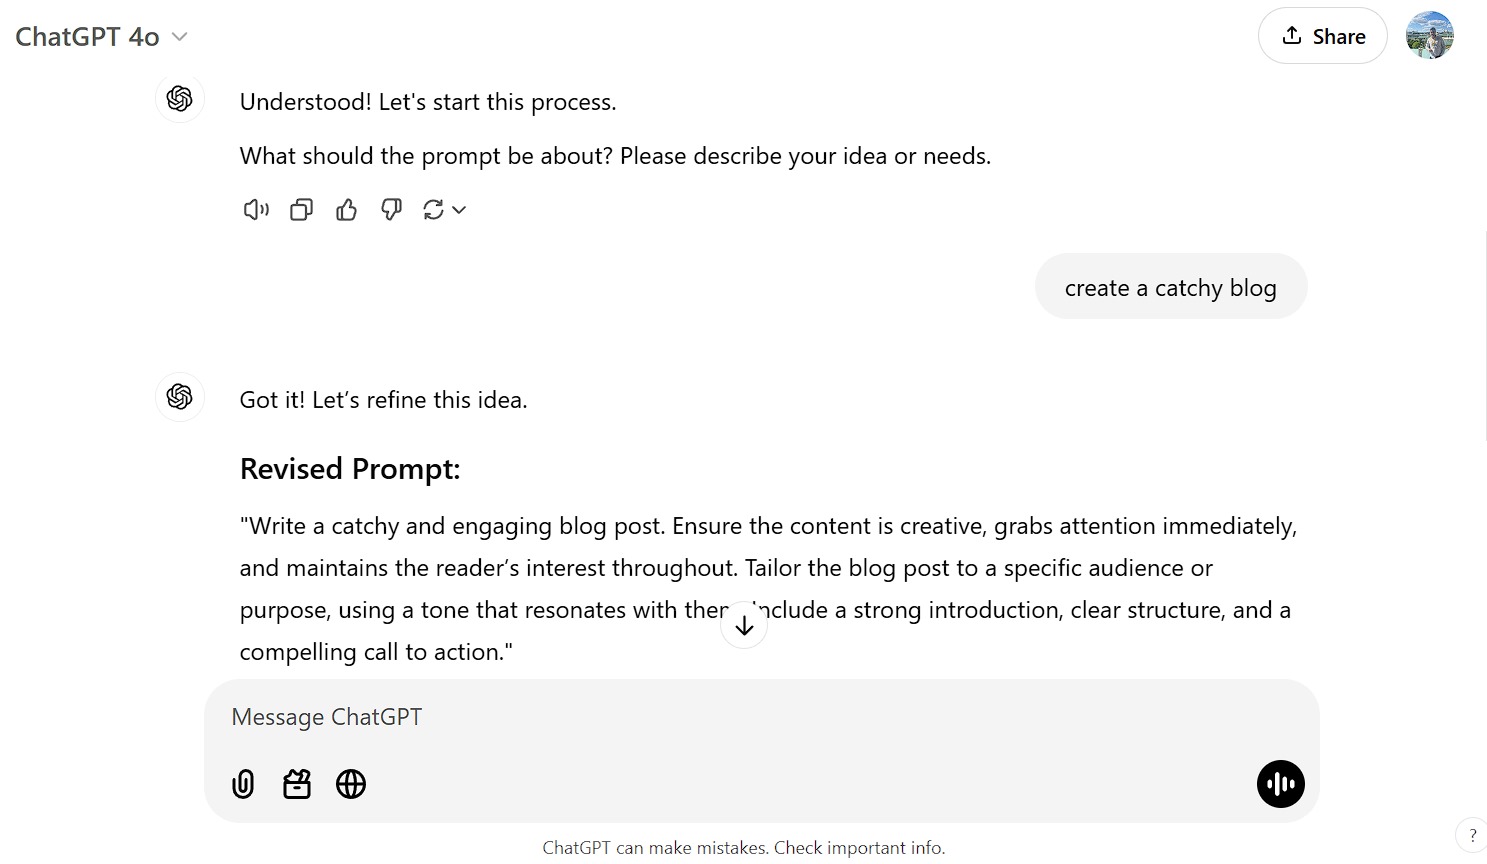 ChatGPT 4o
Share
Understood! Let's start this process.
What should the prompt be about? Please describe your idea or needs.
create a catchy blog
Got it! Let’s refine this idea.
Revised Prompt:
"Write a catchy and engaging blog post. Ensure the content is creative, grabs attention immediately,
and maintains the reader’s interest throughout. Tailor the blog post to a specific audience or
purpose, using a tone that resonates with a strong introduction, clear structure, and a
compelling call to action."
Message ChatGPT
ChatGPT can make mistakes. Check important info.
?